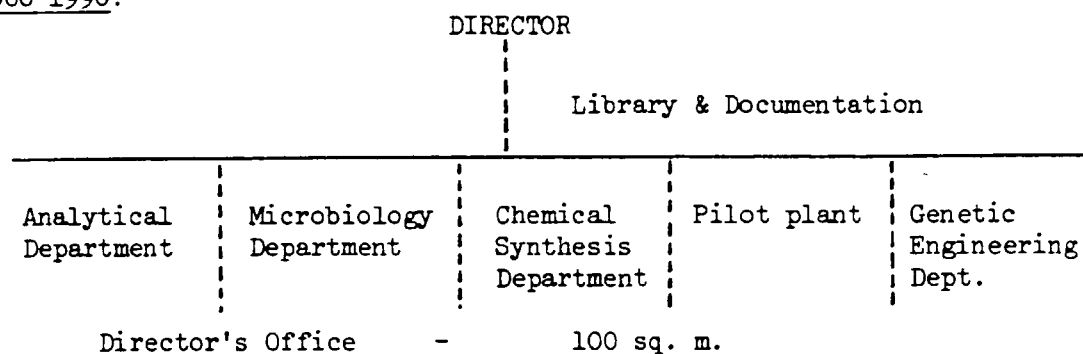 1990.
DIRECTOR
Library & Documentation
Analytical Department
Microbiology Department
Chemical Synthesis Department
Pilot plant
Genetic Engineering Dept.
Director's Office - 100 sq. m.